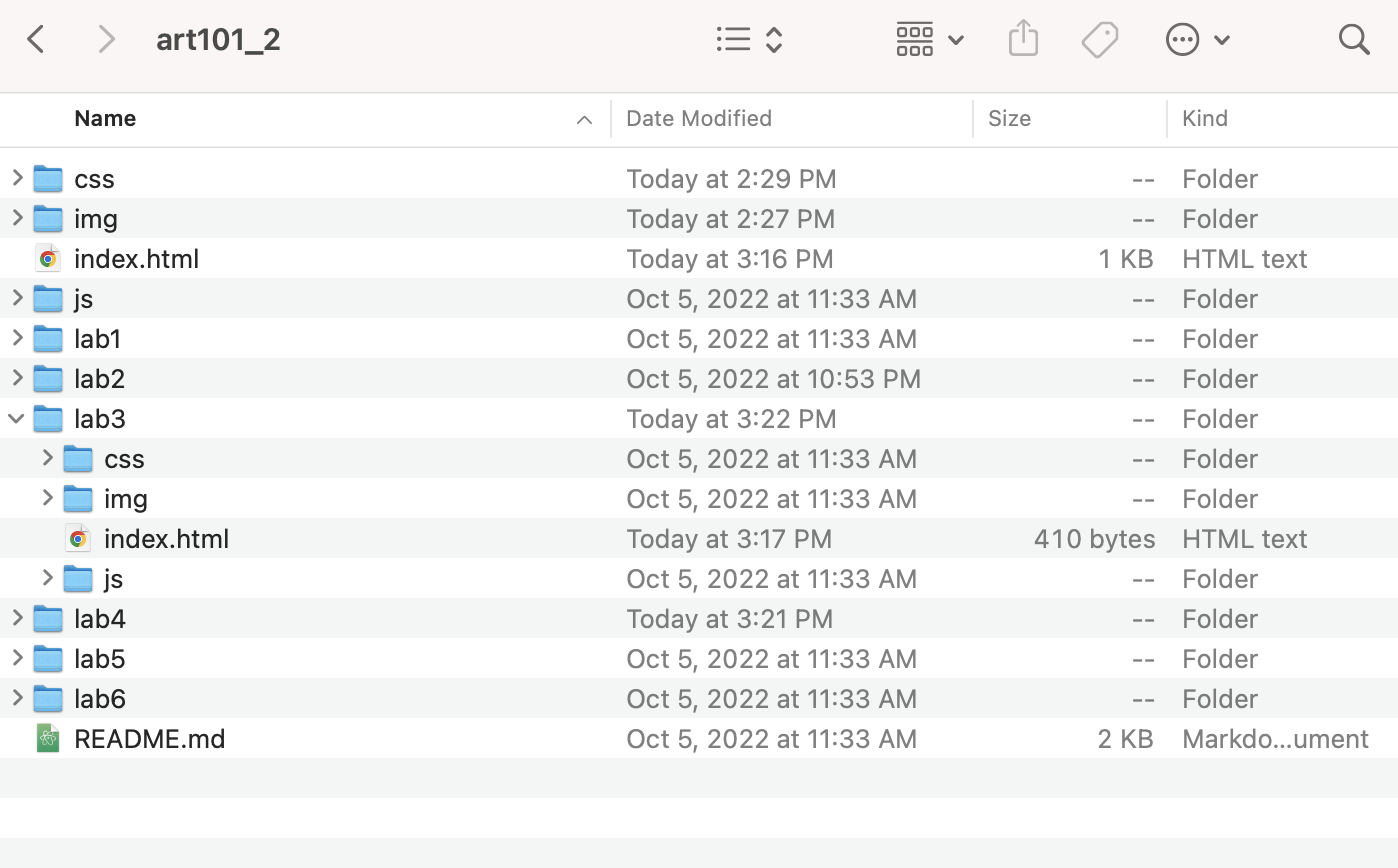 art101_2
Name Date Modified Size Kind
css Today at 2:29 PM -- Folder
img Today at 2:27 PM -- Folder
index.html Today at 3:16 PM 1 KB HTML text
js Oct 5, 2022 at 11:33 AM -- Folder
lab1 Oct 5, 2022 at 11:33 AM -- Folder
lab2 Oct 5, 2022 at 10:53 PM -- Folder
lab3 Today at 3:22 PM -- Folder
css Oct 5, 2022 at 11:33 AM -- Folder
img Oct 5, 2022 at 11:33 AM -- Folder
index.html Today at 3:17 PM 410 bytes HTML text
js Oct 5, 2022 at 11:33 AM -- Folder
lab4 Today at 3:21 PM -- Folder
lab5 Oct 5, 2022 at 11:33 AM -- Folder
lab6 Oct 5, 2022 at 11:33 AM -- Folder
README.md Oct 5, 2022 at 11:33 AM 2 KB Markdo...ument